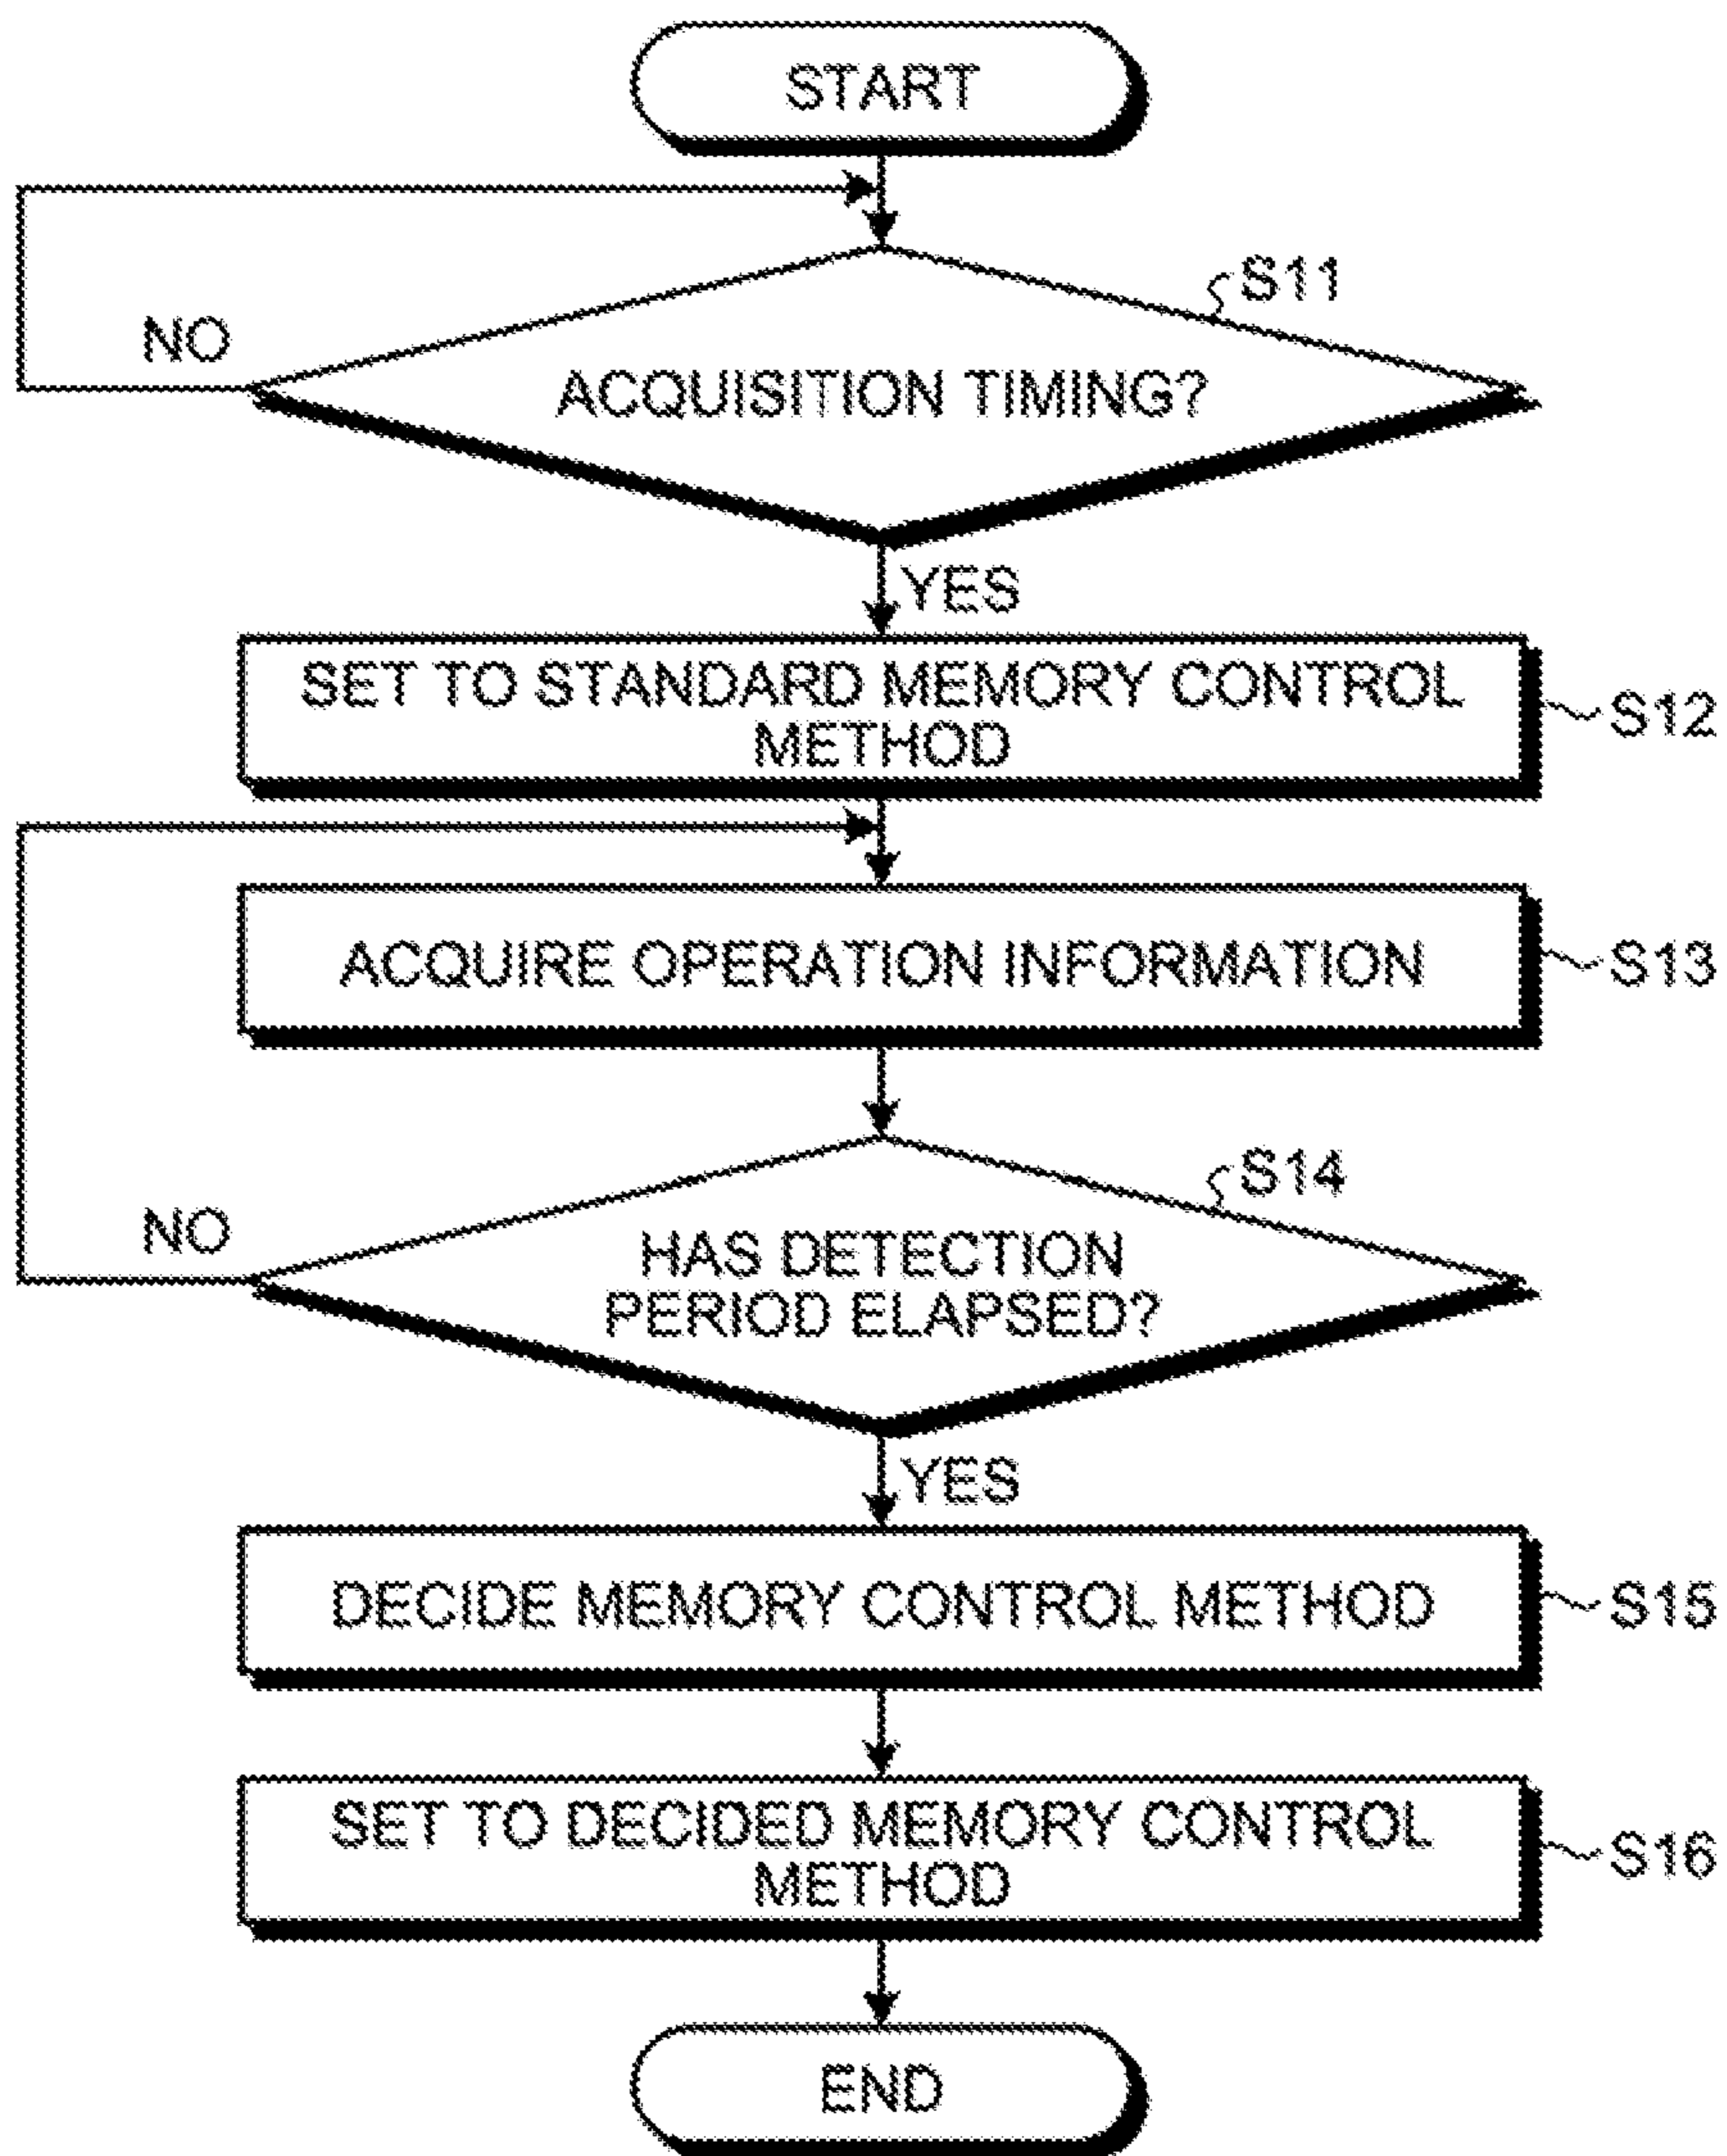 START
S11
NO
ACQUISITION TIMING?
YES
SET TO STANDARD MEMORY CONTROL
METHOD
S12
ACQUIRE OPERATION INFORMATION
S13
S14
NO
HAS DETECTION
PERIOD ELAPSED?
YES
DECIDE MEMORY CONTROL METHOD
S15
SET TO DECIDED MEMORY CONTROL
METHOD
S16
END